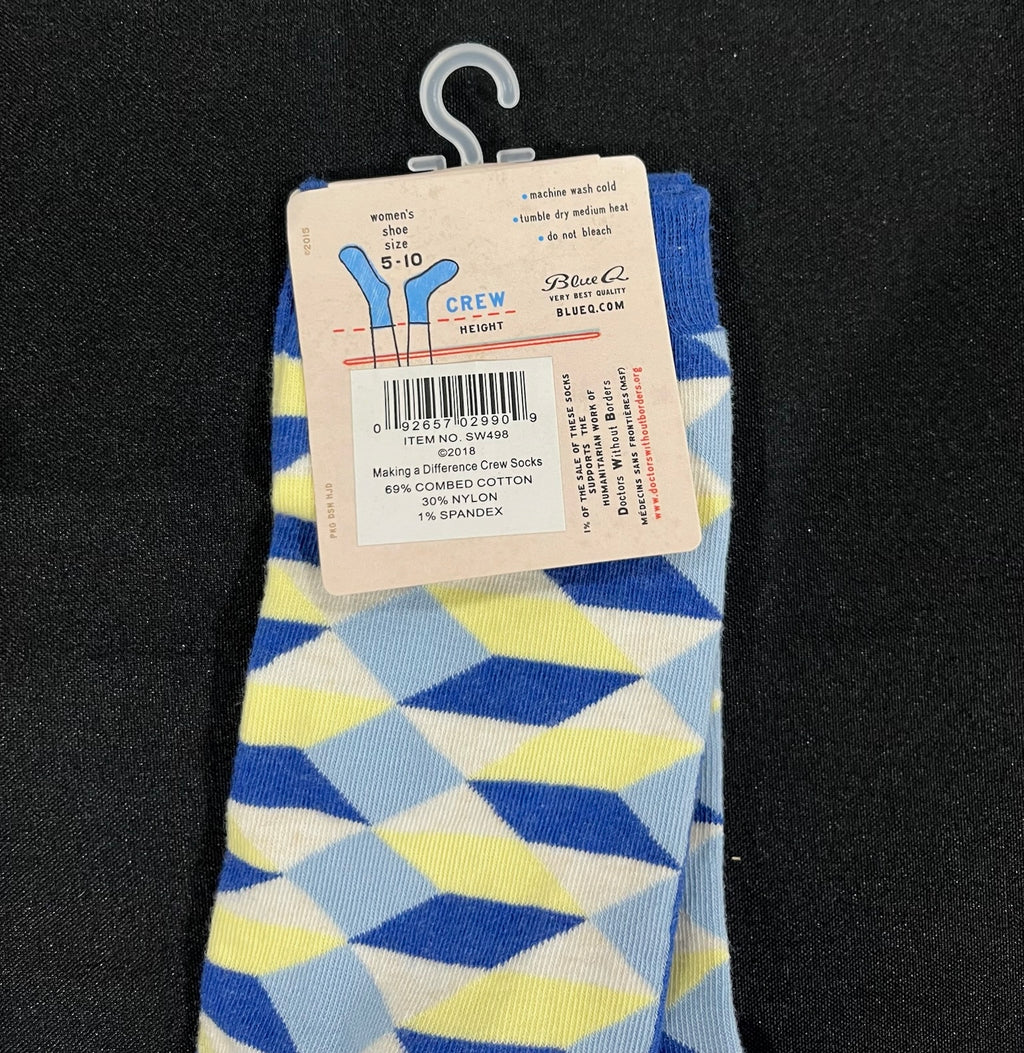 ©2015
women's
shoe
size
5-10
CREW
HEIGHT
machine wash cold
tumble dry medium heat
do not bleach
Blue Q
VERY BEST QUALITY
BLUEQ.COM
0 92657 02990 9
ITEM NO. SW498
©2018
Making a Difference Crew Socks
69% COMBED COTTON
30% NYLON
1% SPANDEX
1% OF THE SALE OF THESE SOCKS
SUPPORTS THE
HUMANITARIAN WORK OF
Doctors Without Borders
MÉDECINS SANS FRONTIÈRES (MSF)
www.doctorswithoutborders.org
PKG DSN HJD